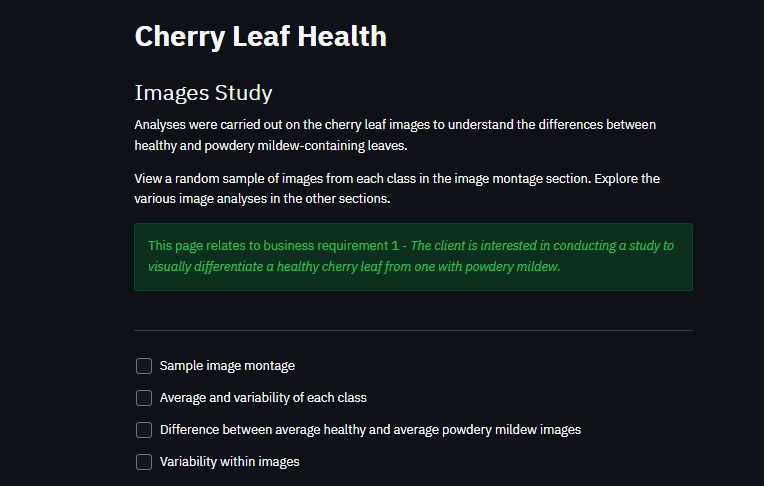 Cherry Leaf Health
Images Study
Analyses were carried out on the cherry leaf images to understand the differences between
healthy and powdery mildew-containing leaves.
View a random sample of images from each class in the image montage section. Explore the
various image analyses in the other sections.
This page relates to business requirement 1 - The client is interested in conducting a study to
visually differentiate a healthy cherry leaf from one with powdery mildew.
Sample image montage
Average and variability of each class
Difference between average healthy and average powdery mildew images
Variability within images